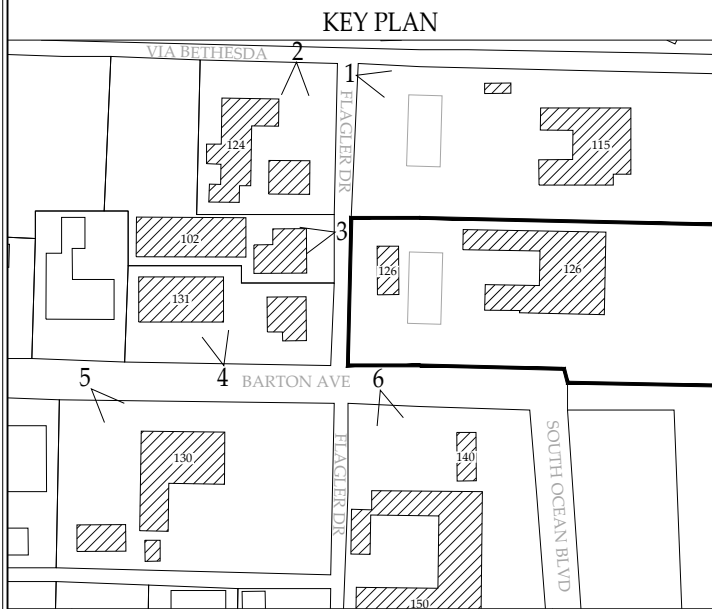 KEY PLAN
VIA BETHESDA
2
1
FLAGLER DR
124
115
102
3
126
126
131
4
BARTON AVE
5
6
130
FLAGLER DR
140
SOUTH OCEAN BLVD
150